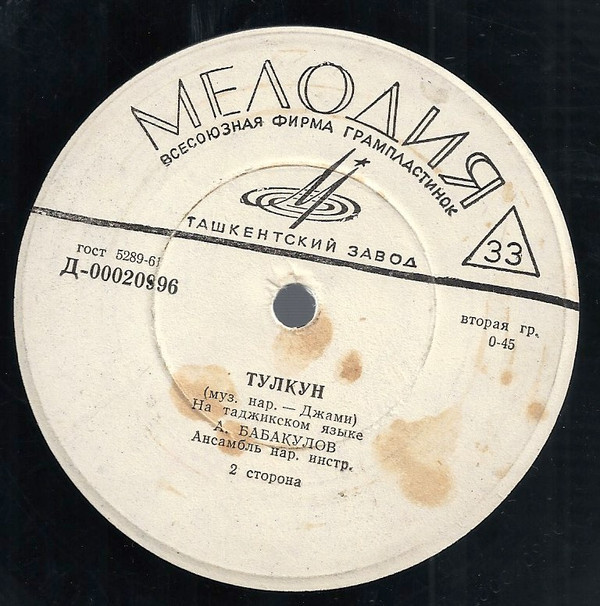 МЕЛОДИЯ
ВСЕСОЮЗНАЯ ФИРМА ГРАМПЛАСТИНОК
ТАШКЕНТСКИЙ ЗАВОД
33
гост 5289-61
Д-00020896
вторая гр.
0-45
ТУЛКУН
(муз. нар. — Джами)
На таджикском языке
А. БАБАКУЛОВ
Ансамбль нар. инстр.
2 сторона